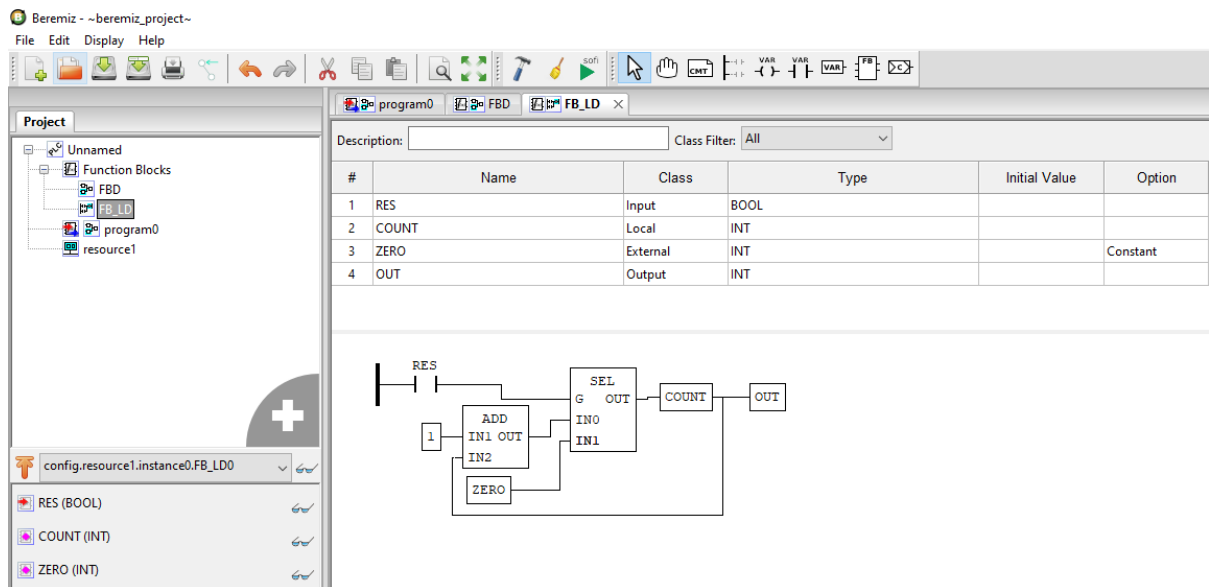 Beremiz - ~beremiz_project~
File Edit Display Help
sofi CMT VAR VAR VAR FB >c>
program0 FBD FB_LD
Project
Description: Class Filter: All
Unnamed
Function Blocks
FBD
FB_LD
program0
resource1
# Name Class Type Initial Value Option
1 RES Input BOOL
2 COUNT Local INT
3 ZERO External INT Constant
4 OUT Output INT
RES
SEL
G OUT COUNT OUT
ADD IN0
1 IN1 OUT IN1
IN2
ZERO
config.resource1.instance0.FB_LD0
RES (BOOL)
COUNT (INT)
ZERO (INT)